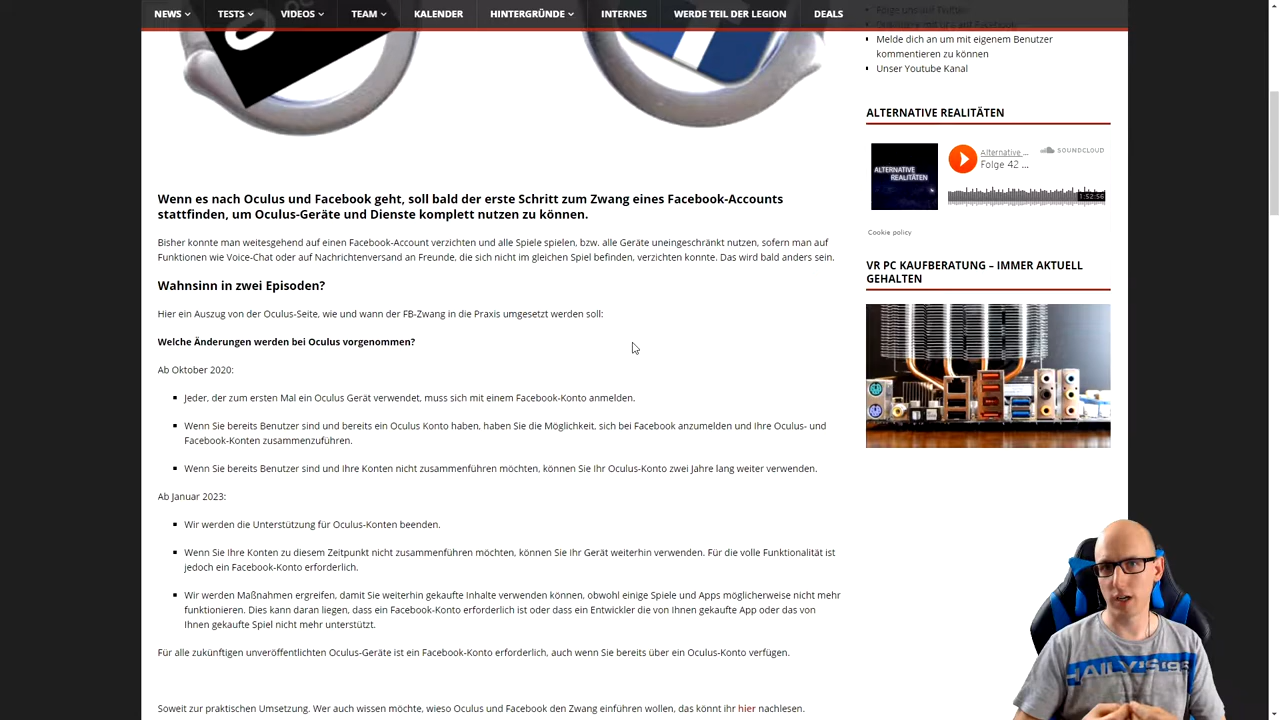 NEWS TESTS VIDEOS TEAM KALENDER HINTERGRÜNDE INTERNES WERDE TEIL DER LEGION DEALS
Wenn es nach Oculus und Facebook geht, soll bald der erste Schritt zum Zwang eines Facebook-Accounts
stattfinden, um Oculus-Geräte und Dienste komplett nutzen zu können.
Bisher konnte man weitesgehend auf einen Facebook-Account verzichten und alle Spiele spielen, bzw. alle Geräte uneingeschränkt nutzen, sofern man auf
Funktionen wie Voice-Chat oder auf Nachrichtenversand an Freunde, die sich nicht im gleichen Spiel befinden, verzichten konnte. Das wird bald anders sein.
Wahnsinn in zwei Episoden?
Hier ein Auszug von der Oculus-Seite, wie und wann der FB-Zwang in die Praxis umgesetzt werden soll:
Welche Änderungen werden bei Oculus vorgenommen?
Ab Oktober 2020:
Jeder, der zum ersten Mal ein Oculus Gerät verwendet, muss sich mit einem Facebook-Konto anmelden.
Wenn Sie bereits Benutzer sind und bereits ein Oculus Konto haben, haben Sie die Möglichkeit, sich bei Facebook anzumelden und Ihre Oculus- und
Facebook-Konten zusammenzuführen.
Wenn Sie bereits Benutzer sind und Ihre Konten nicht zusammenführen möchten, können Sie Ihr Oculus-Konto zwei Jahre lang weiter verwenden.
Ab Januar 2023:
Wir werden die Unterstützung für Oculus-Konten beenden.
Wenn Sie Ihre Konten zu diesem Zeitpunkt nicht zusammenführen möchten, können Sie Ihr Gerät weiterhin verwenden. Für die volle Funktionalität ist
jedoch ein Facebook-Konto erforderlich.
Wir werden Maßnahmen ergreifen, damit Sie weiterhin gekaufte Inhalte verwenden können, obwohl einige Spiele und Apps möglicherweise nicht mehr
funktionieren. Dies kann daran liegen, dass ein Facebook-Konto erforderlich ist oder dass ein Entwickler die von Ihnen gekaufte App oder das von
Ihnen gekaufte Spiel nicht mehr unterstützt.
Für alle zukünftigen unveröffentlichten Oculus-Geräte ist ein Facebook-Konto erforderlich, auch wenn Sie bereits über ein Oculus-Konto verfügen.
Soweit zur praktischen Umsetzung. Wer auch wissen möchte, wieso Oculus und Facebook den Zwang einführen wollen, das könnt ihr hier nachlesen.
Melde dich an um mit eigenem Benutzer
kommentieren zu können
Unser Youtube Kanal
ALTERNATIVE REALITÄTEN
ALTERNATIVE
REALITÄTEN
Alternative ...
SOUNDCLOUD
Folge 42 ...
1:52:56
Cookie policy
VR PC KAUFBERATUNG – IMMER AKTUELL
GEHALTEN